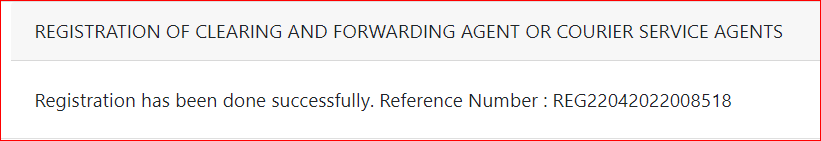 REGISTRATION OF CLEARING AND FORWARDING AGENT OR COURIER SERVICE AGENTS
Registration has been done successfully. Reference Number : REG22042022008518